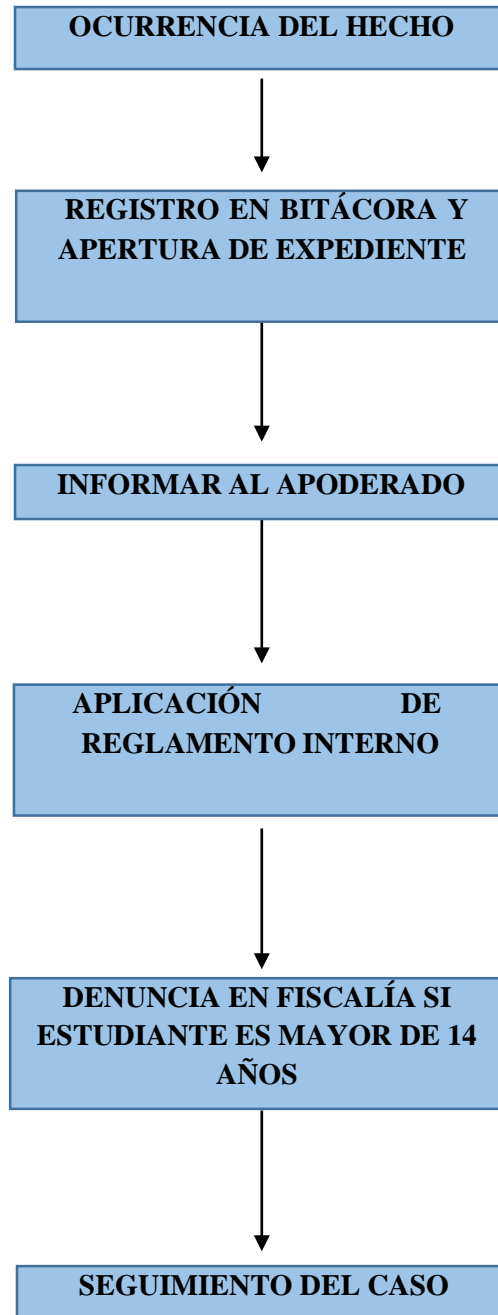 OCURRENCIA DEL HECHO
REGISTRO EN BITÁCORA Y
APERTURA DE EXPEDIENTE
INFORMAR AL APODERADO
APLICACIÓN DE
REGLAMENTO INTERNO
DENUNCIA EN FISCALÍA SI
ESTUDIANTE ES MAYOR DE 14
AÑOS
SEGUIMIENTO DEL CASO